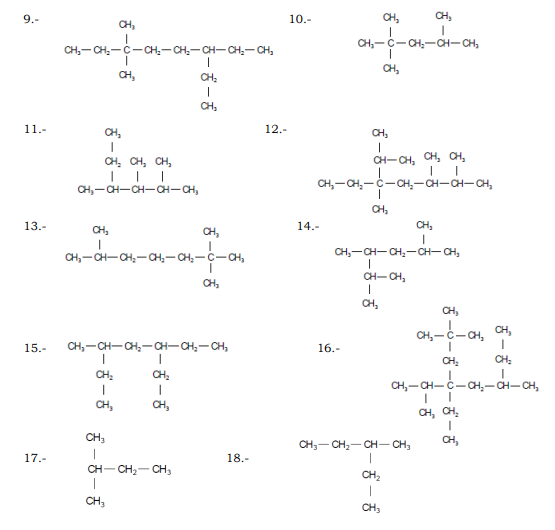 9.-
CH₃
CH₃—CH₂—C—CH₂—CH₂—CH—CH₂—CH₃
CH₃ CH₂
CH₃
10.-
CH₃ CH₃
CH₃—C—CH₂—CH—CH₃
CH₃
11.-
CH₃
CH₂ CH₃ CH₃
CH₃—CH—CH—CH—CH₃
12.-
CH₃
CH—CH₃ CH₃ CH₃
CH₃—CH₂—C—CH₂—CH—CH—CH₃
CH₃
13.-
CH₃ CH₃
CH₃—CH—CH₂—CH₂—CH₂—C—CH₃
CH₃
14.-
CH₃
CH₃—CH—CH₂—CH—CH₃
CH—CH₃
CH₃
15.-
CH₃—CH—CH₂—CH—CH₂—CH₃
CH₂ CH₂
CH₃ CH₃
16.-
CH₃
CH₃—C—CH₃ CH₃
CH₂ CH₂
CH₃—CH—C—CH₂—CH—CH₃
CH₃ CH₂
CH₃
17.-
CH₃
CH—CH₂—CH₃
CH₃
18.-
CH₃—CH₂—CH—CH₃
CH₂
CH₃